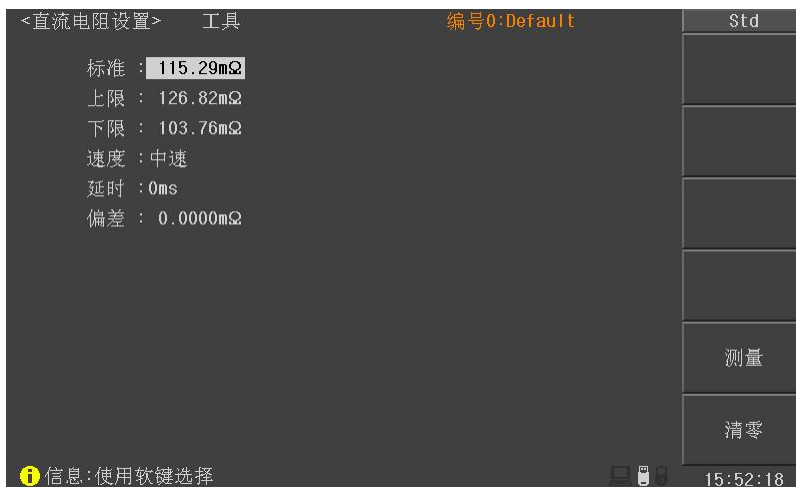 <直流电阻设置> 工具 编号0:Default Std
标准 : 115.29mΩ
上限 : 126.82mΩ
下限 : 103.76mΩ
速度 :中速
延时 :0ms
偏差 : 0.0000mΩ
测量
清零
信息:使用软键选择 15:52:18